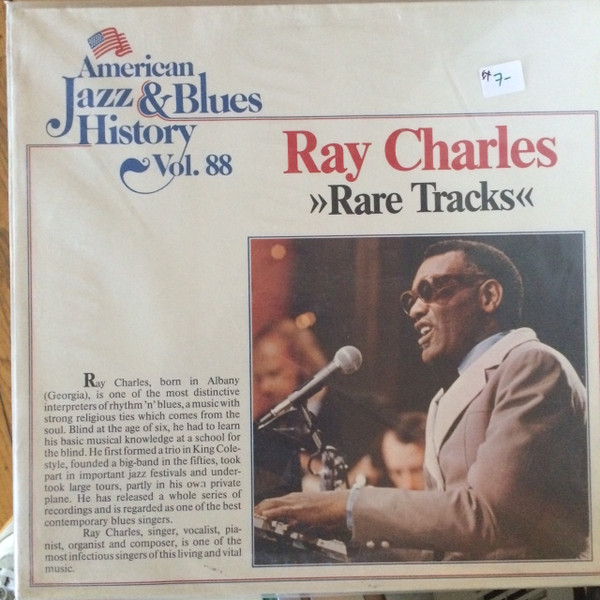 American
Jazz & Blues
History
Vol. 88
7-
Ray Charles
»Rare Tracks«
Ray Charles, born in Albany
(Georgia), is one of the most distinctive
interpreters of rhythm 'n' blues, a music with
strong religious ties which comes from the
soul. Blind at the age of six, he had to learn
his basic musical knowledge at a school for
the blind. He first formed a trio in King Cole-
style, founded a big-band in the fifties, took
part in important jazz festivals and under-
took large tours, partly in his own private
plane. He has released a whole series of
recordings and is regarded as one of the best
contemporary blues singers.
Ray Charles, singer, vocalist, pia-
nist, organist and composer, is one of the
most infectious singers of this living and vital
music.